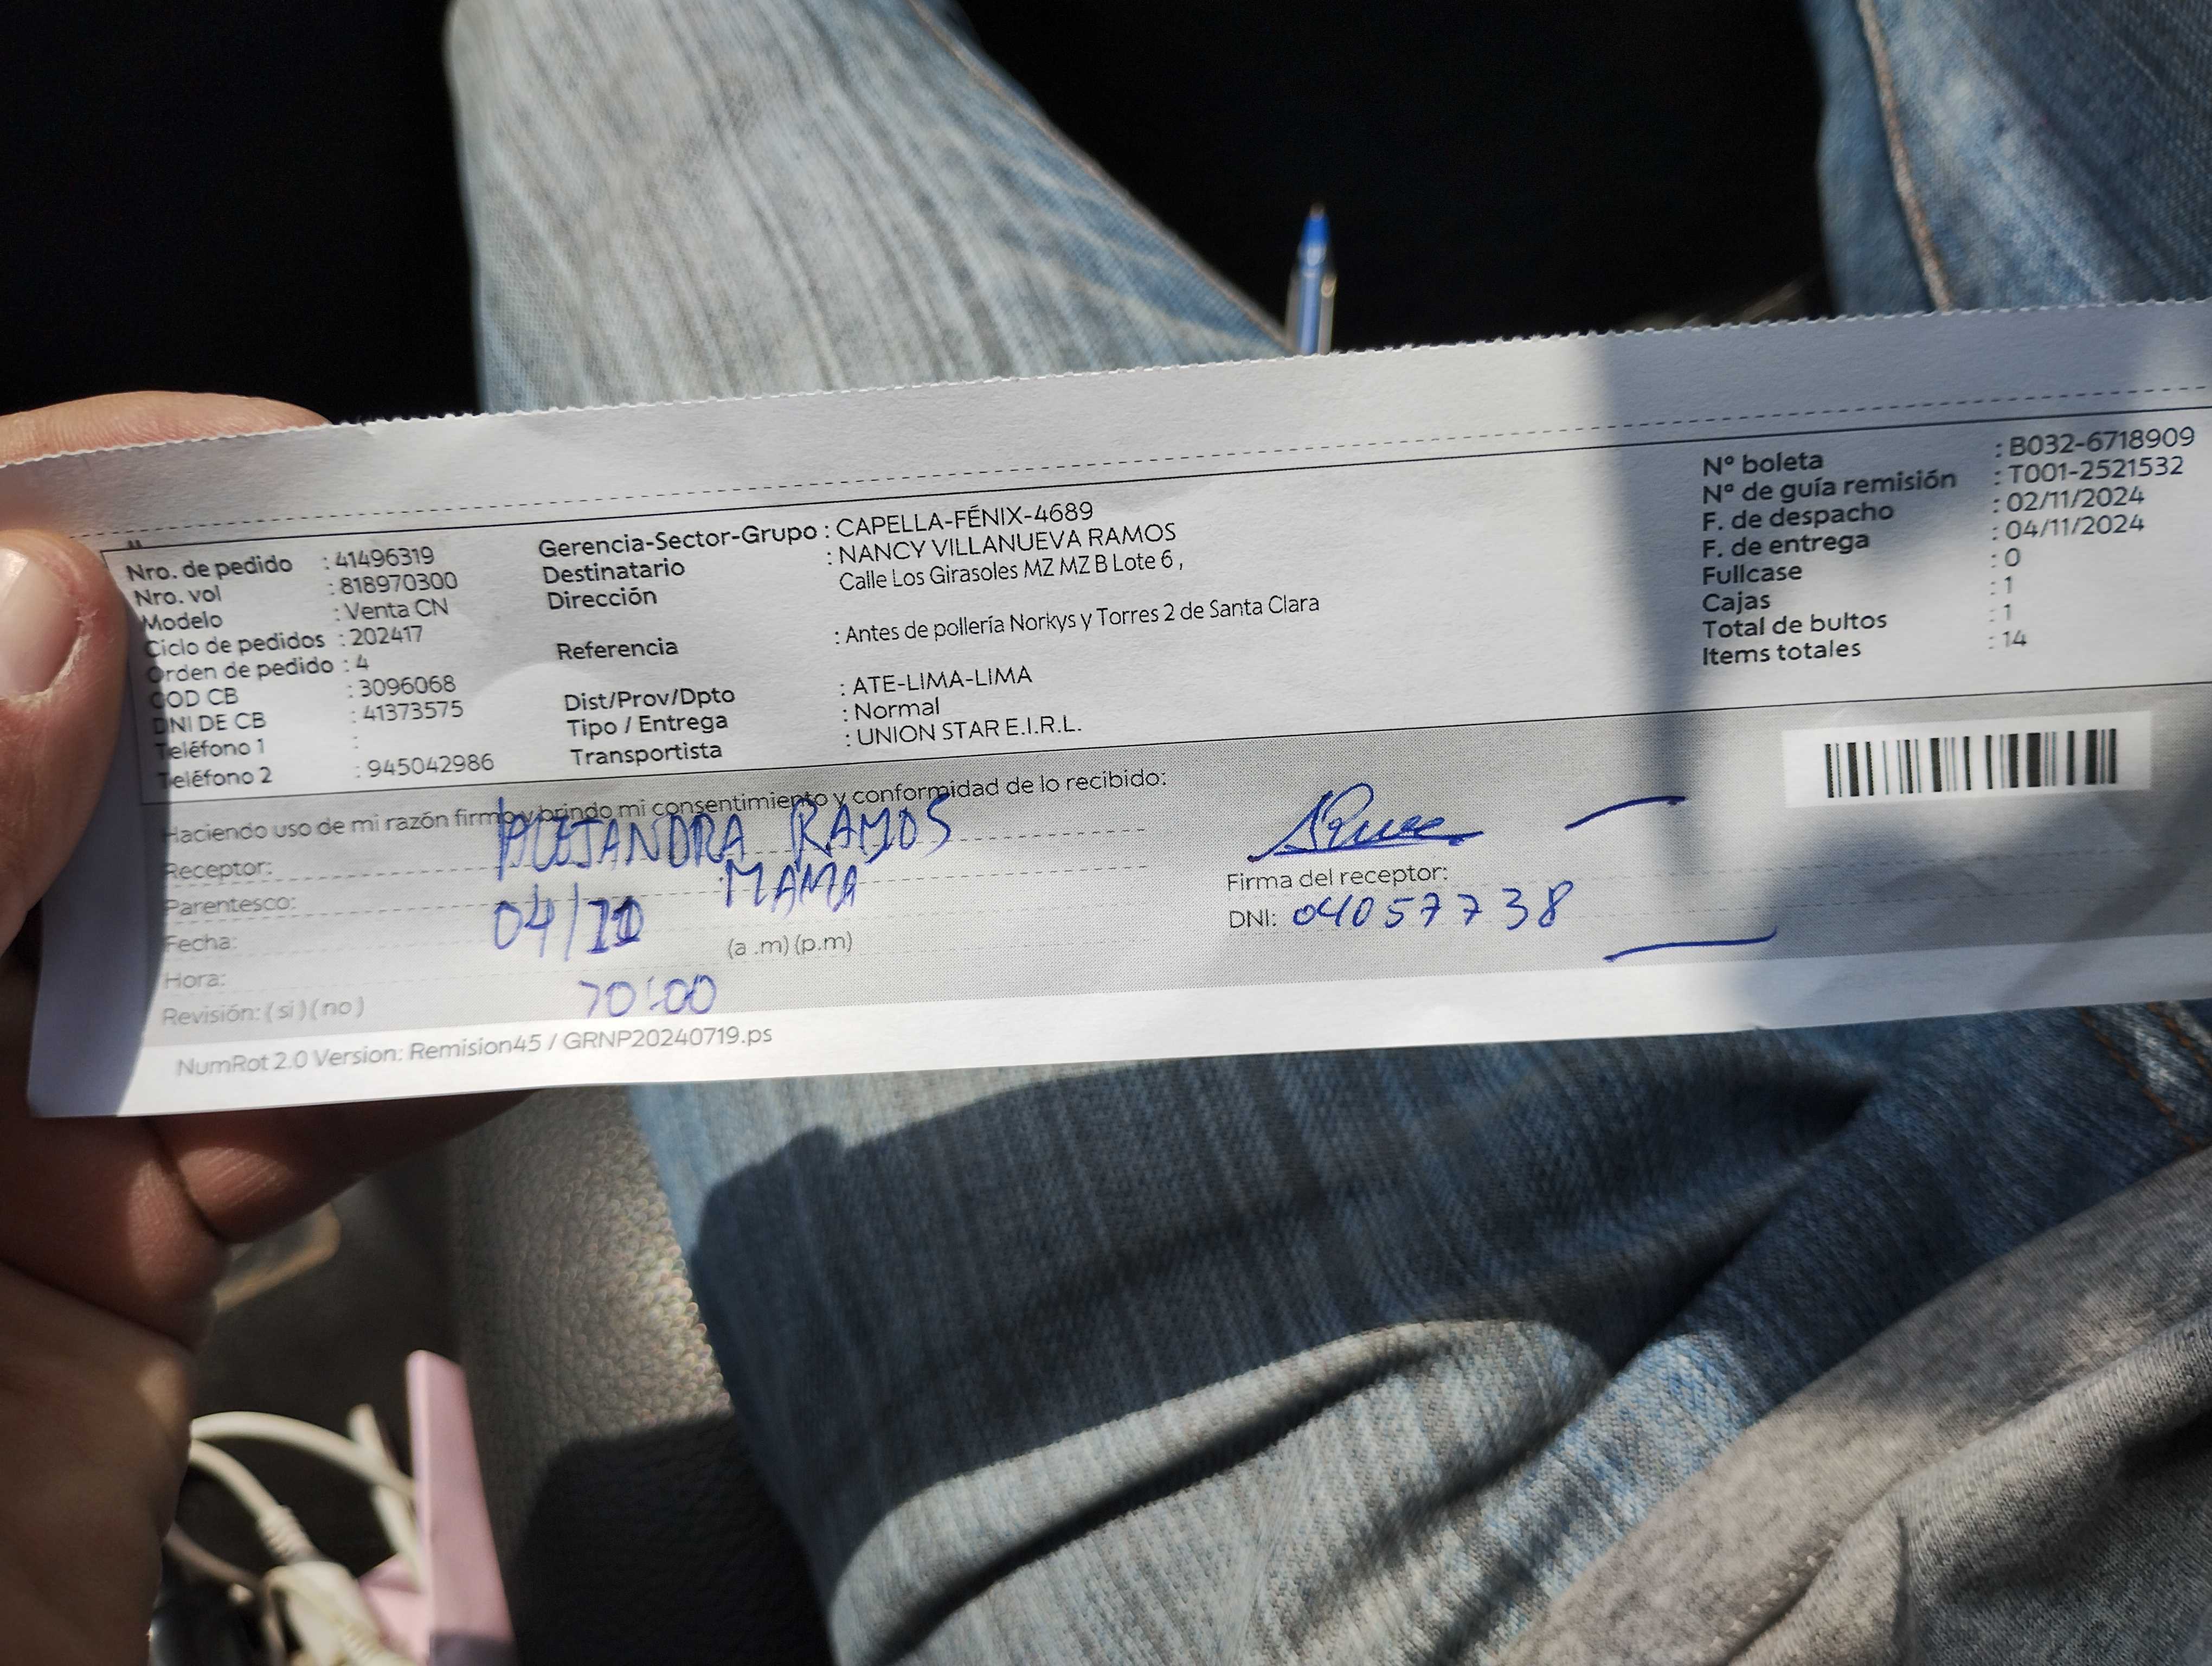 Nro. de pedido : 41496319
Nro. vol : 818970300
Modelo : Venta CN
Ciclo de pedidos : 202417
Orden de pedido : 4
COD CB : 3096068
DNI DE CB : 41373575
Teléfono 1 :
Teléfono 2 : 945042986
Gerencia-Sector-Grupo : CAPELLA-FÉNIX-4689
Destinatario : NANCY VILLANUEVA RAMOS
Dirección Calle Los Girasoles MZ MZ B Lote 6 ,
Referencia : Antes de pollería Norkys y Torres 2 de Santa Clara
Dist/Prov/Dpto : ATE-LIMA-LIMA
Tipo / Entrega : Normal
Transportista : UNION STAR E.I.R.L.
N° boleta : B032-6718909
N° de guía remisión : T001-2521532
F. de despacho : 02/11/2024
F. de entrega : 04/11/2024
Fullcase : 0
Cajas : 1
Total de bultos : 1
Items totales : 14
Haciendo uso de mi razón firmo y brindo mi consentimiento y conformidad de lo recibido:
Receptor: ALEJANDRA RAMOS
Parentesco: MAMA
Fecha: 04/
Hora: (a .m) (p.m)
Revisión: ( si ) ( no )
Firma del receptor:
DNI: 04057738
NumRot 2.0 Version: Remision45 / GRNP20240719.ps